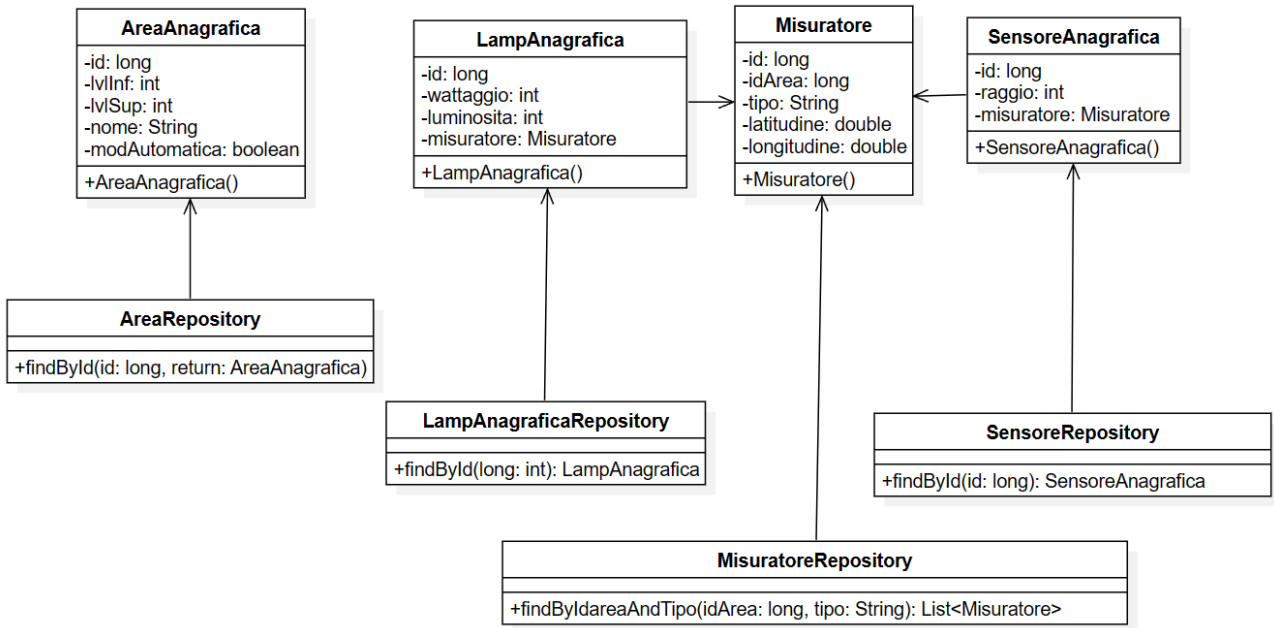 AreaAnagrafica
-id: long
-lvlInf: int
-lvlSup: int
-nome: String
-modAutomatica: boolean
+AreaAnagrafica()
LampAnagrafica
-id: long
-wattaggio: int
-luminosita: int
-misuratore: Misuratore
+LampAnagrafica()
Misuratore
-id: long
-idArea: long
-tipo: String
-latitudine: double
-longitudine: double
+Misuratore()
SensoreAnagrafica
-id: long
-raggio: int
-misuratore: Misuratore
+SensoreAnagrafica()
AreaRepository
+findById(id: long, return: AreaAnagrafica)
LampAnagraficaRepository
+findById(long: int): LampAnagrafica
SensoreRepository
+findById(id: long): SensoreAnagrafica
MisuratoreRepository
+findByIdareaAndTipo(idArea: long, tipo: String): List<Misuratore>